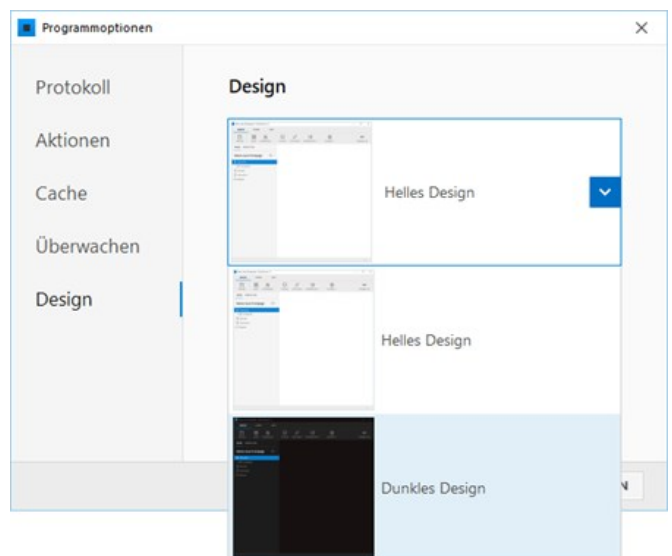 Programmoptionen
Protokoll
Aktionen
Cache
Überwachen
Design
Design
Helles Design
Helles Design
Dunkles Design
N